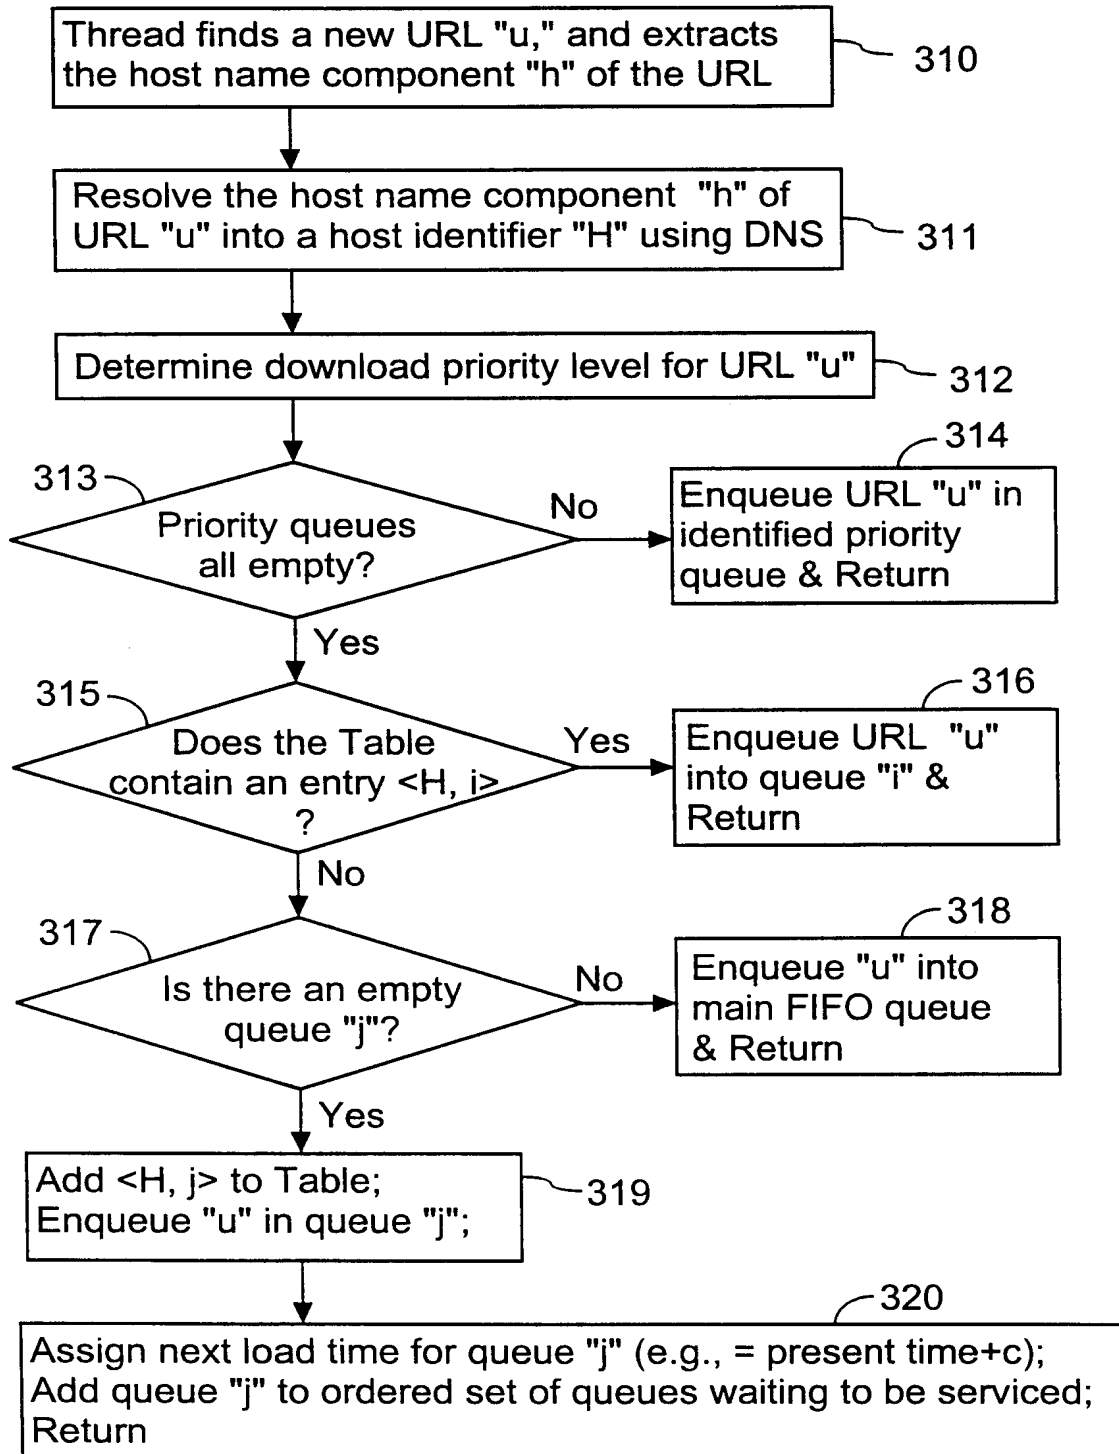 Thread finds a new URL "u," and extracts
the host name component "h" of the URL
310
Resolve the host name component "h" of
URL "u" into a host identifier "H" using DNS
311
Determine download priority level for URL "u"
312
313
Priority queues
all empty?
No
314
Enqueue URL "u" in
identified priority
queue & Return
Yes
315
Does the Table
contain an entry <H, i>
?
Yes
316
Enqueue URL "u"
into queue "i" &
Return
No
317
Is there an empty
queue "j"?
No
318
Enqueue "u" into
main FIFO queue
& Return
Yes
Add <H, j> to Table;
Enqueue "u" in queue "j";
319
320
Assign next load time for queue "j" (e.g., = present time+c);
Add queue "j" to ordered set of queues waiting to be serviced;
Return